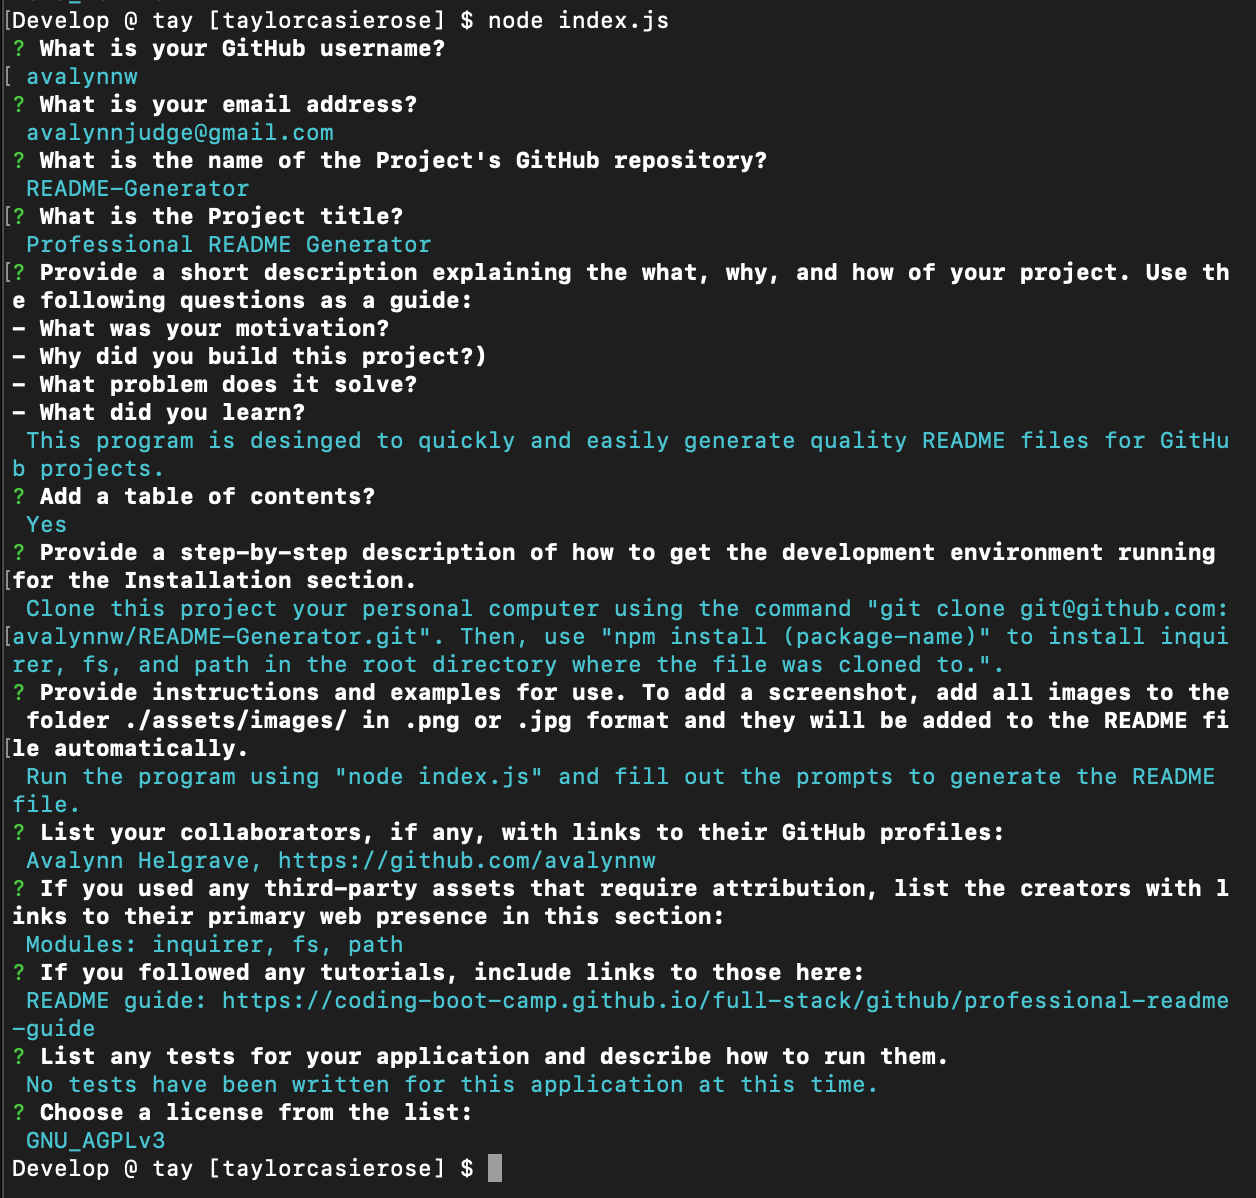 [Develop @ tay [taylorcasierose] $ node index.js
? What is your GitHub username?
[ avalynnw
? What is your email address?
avalynnjudge@gmail.com
? What is the name of the Project's GitHub repository?
README-Generator
[? What is the Project title?
Professional README Generator
[? Provide a short description explaining the what, why, and how of your project. Use th
e following questions as a guide:
- What was your motivation?
- Why did you build this project?)
- What problem does it solve?
- What did you learn?
This program is desinged to quickly and easily generate quality README files for GitHu
b projects.
? Add a table of contents?
Yes
? Provide a step-by-step description of how to get the development environment running
[for the Installation section.
Clone this project your personal computer using the command "git clone git@github.com:
[avalynnw/README-Generator.git". Then, use "npm install (package-name)" to install inqui
rer, fs, and path in the root directory where the file was cloned to.".
? Provide instructions and examples for use. To add a screenshot, add all images to the
folder ./assets/images/ in .png or .jpg format and they will be added to the README fi
[le automatically.
Run the program using "node index.js" and fill out the prompts to generate the README
file.
? List your collaborators, if any, with links to their GitHub profiles:
Avalynn Helgrave, https://github.com/avalynnw
? If you used any third-party assets that require attribution, list the creators with l
inks to their primary web presence in this section:
Modules: inquirer, fs, path
? If you followed any tutorials, include links to those here:
README guide: https://coding-boot-camp.github.io/full-stack/github/professional-readme
-guide
? List any tests for your application and describe how to run them.
No tests have been written for this application at this time.
? Choose a license from the list:
GNU_AGPLv3
Develop @ tay [taylorcasierose] $